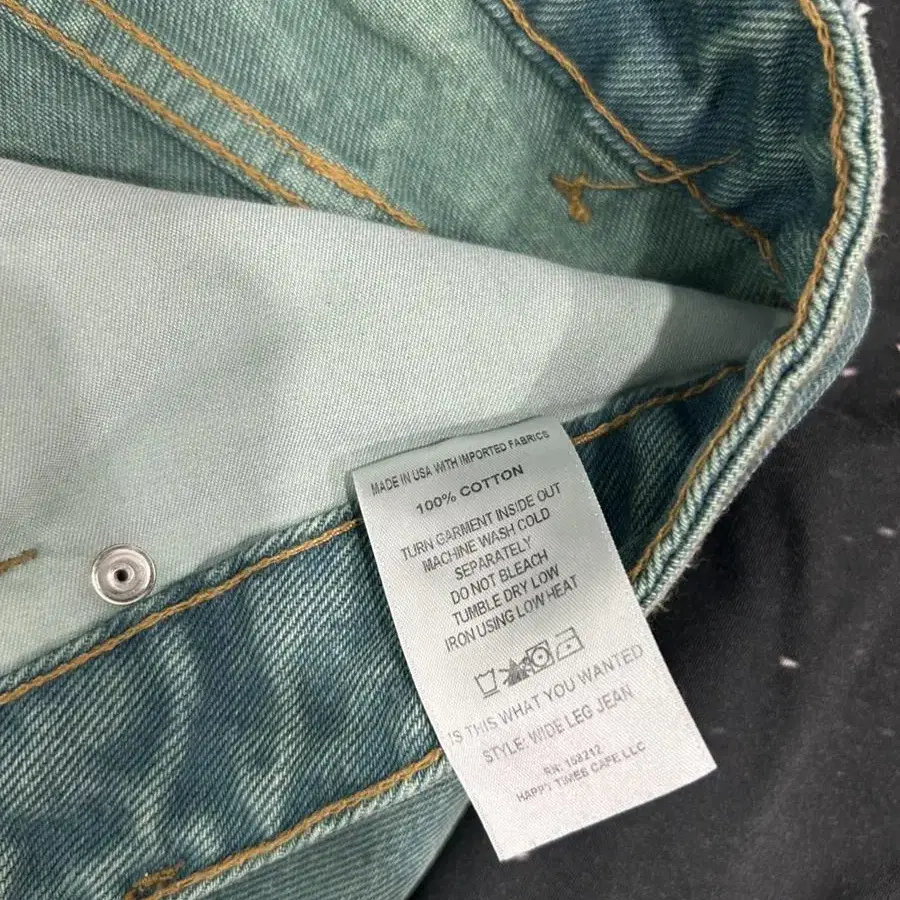 MADE IN USA WITH IMPORTED FABRICS
100% COTTON
TURN GARMENT INSIDE OUT
MACHINE WASH COLD
SEPARATELY
DO NOT BLEACH
TUMBLE DRY LOW
IRON USING LOW HEAT
IS THIS WHAT YOU WANTED
STYLE: WIDE LEG JEAN
RN: 158212
HAPPY TIMES CAFE LLC